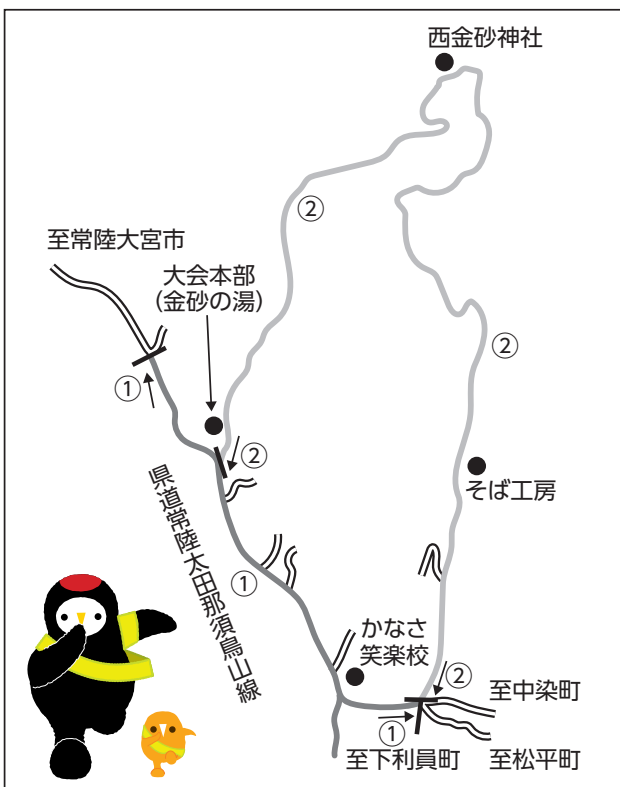 西金砂神社
②
至常陸大宮市
大会本部
(金砂の湯)
②
①
②
そば工房
県道常陸太田那須烏山線
①
かなさ
笑楽校
②
至中染町
①
至下利員町
至松平町